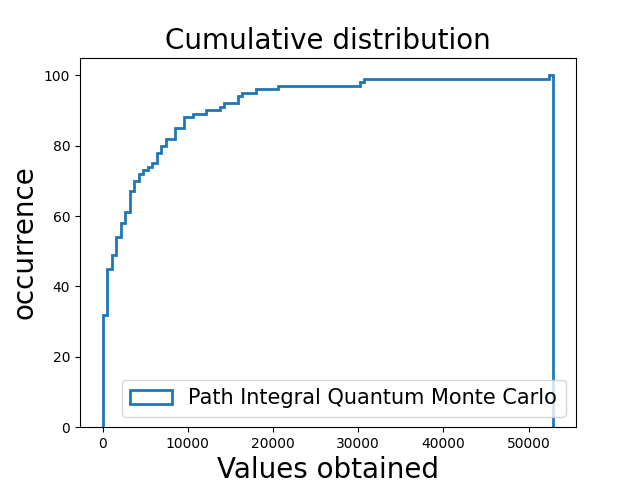 Cumulative distribution
100
80
60
40
20
0
occurrence
Path Integral Quantum Monte Carlo
0 10000 20000 30000 40000 50000
Values obtained